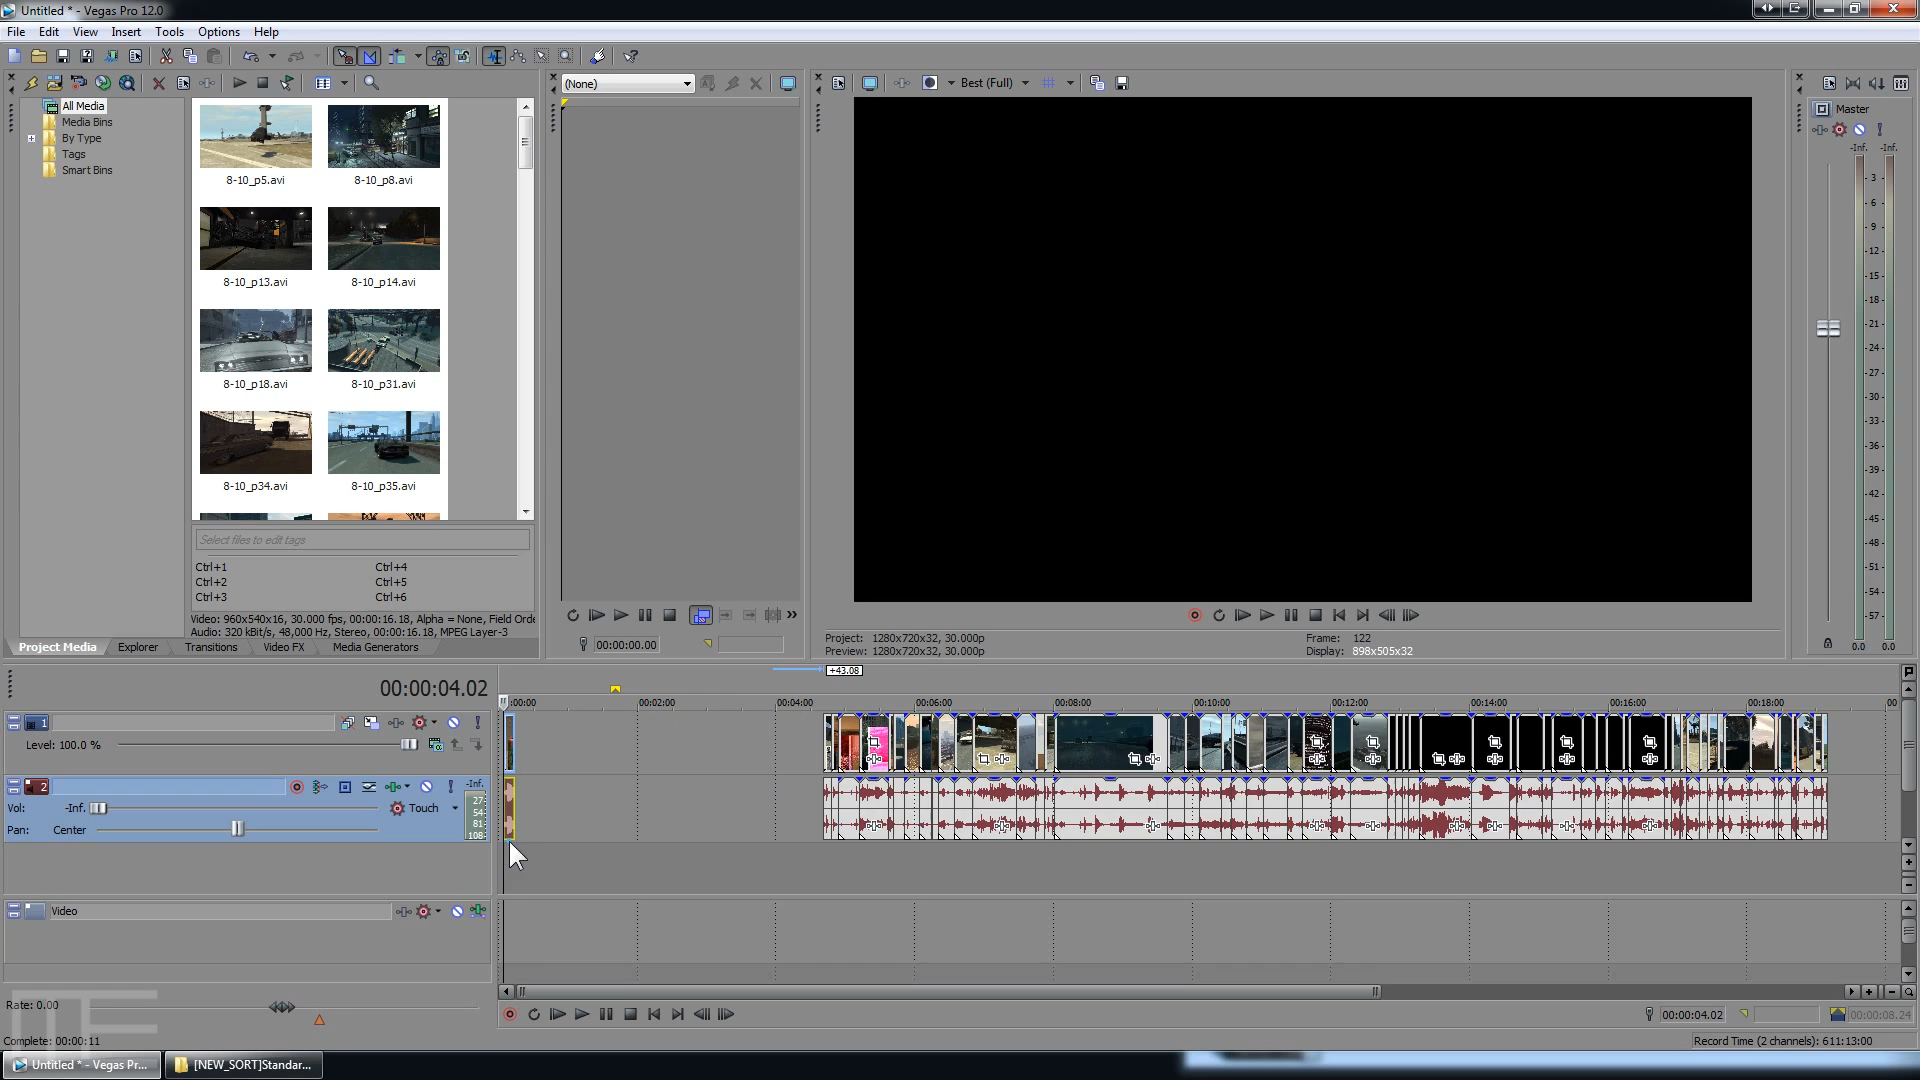 Untitled * - Vegas Pro 12.0
File Edit View Insert Tools Options Help
(None)
Best (Full)
All Media
Media Bins
By Type
Tags
Smart Bins
8-10_p5.avi
8-10_p8.avi
8-10_p13.avi
8-10_p14.avi
8-10_p18.avi
8-10_p31.avi
8-10_p34.avi
8-10_p35.avi
Select files to edit tags
Ctrl+1 Ctrl+4
Ctrl+2 Ctrl+5
Ctrl+3 Ctrl+6
Video: 960x540x16, 30.000 fps, 00:00:16.18, Alpha = None, Field Orde
Audio: 320 kBit/s, 48,000 Hz, Stereo, 00:00:16.18, MPEG Layer-3
Project Media Explorer Transitions Video FX Media Generators
00:00:00.00
Project: 1280x720x32, 30.000p
Preview: 1280x720x32, 30.000p
Frame: 122
Display: 898x505x32
Master
-Inf. -Inf.
3
6
9
12
15
18
21
24
27
30
33
36
39
42
45
48
51
54
57
0.0 0.0
+43.08
00:00:04.02
:00:00 00:02:00 00:04:00 00:06:00 00:08:00 00:10:00 00:12:00 00:14:00 00:16:00 00:18:00 00
1
Level: 100.0 %
2
-Inf.
27
54
81
108
Vol: -Inf. Touch
Pan: Center
Video
Rate: 0.00
Complete: 00:00:11
00:00:04.02
00:00:08.24
Record Time (2 channels): 611:13:00
Untitled * - Vegas Pr...
[NEW_SORT]Standar...